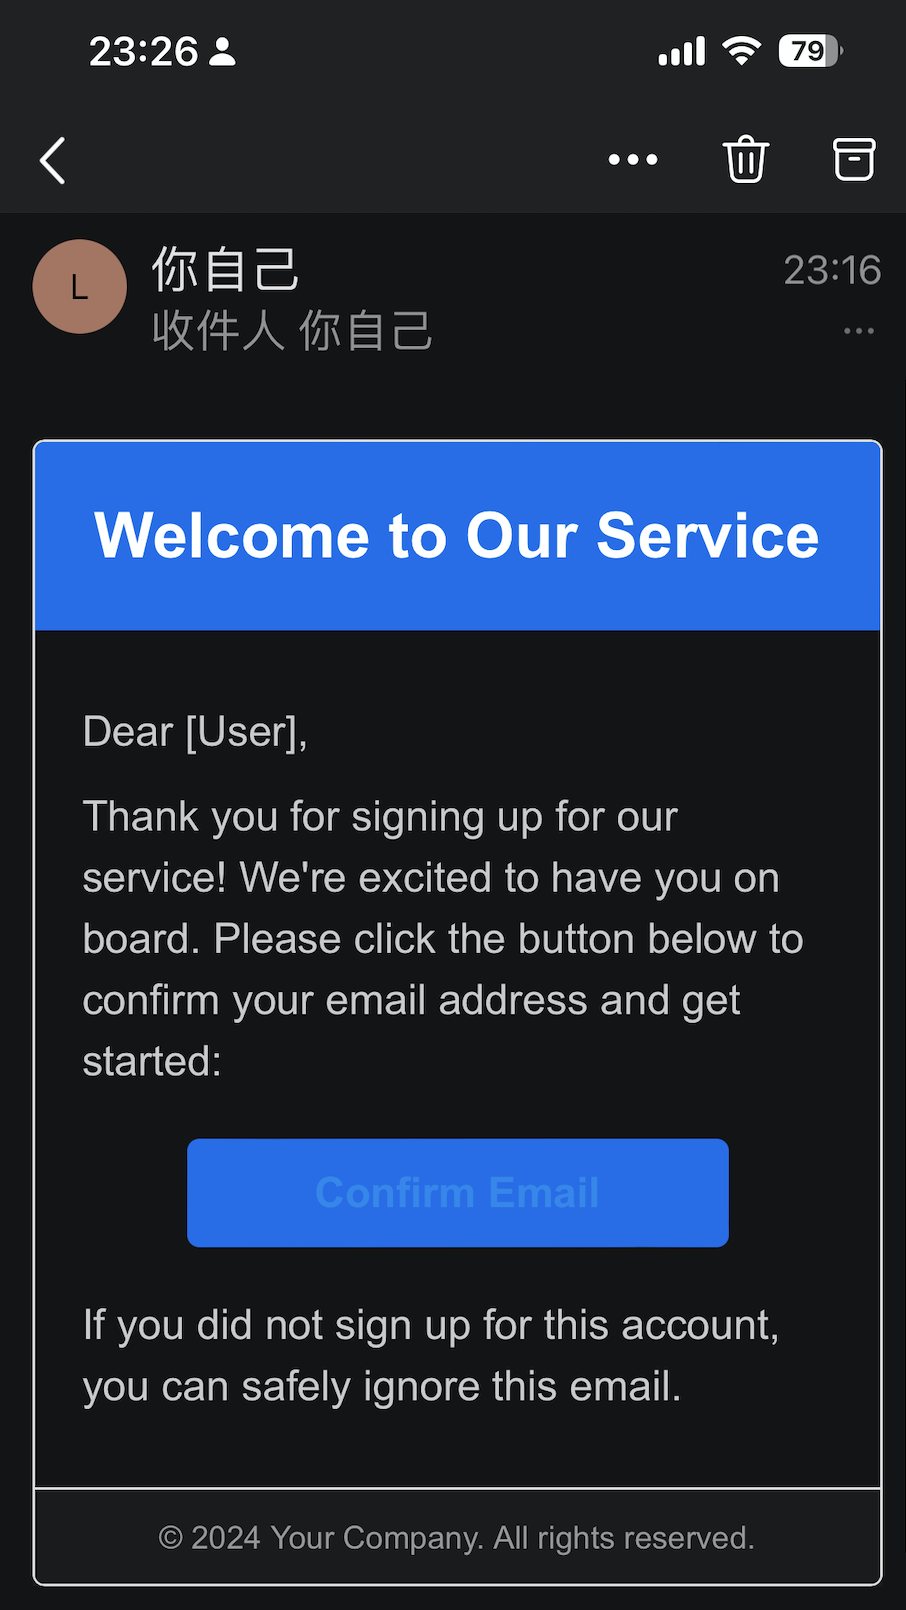 23:26
79
L
你自己
23:16
收件人 你自己
Welcome to Our Service
Dear [User],
Thank you for signing up for our
service! We're excited to have you on
board. Please click the button below to
confirm your email address and get
started:
Confirm Email
If you did not sign up for this account,
you can safely ignore this email.
© 2024 Your Company. All rights reserved.